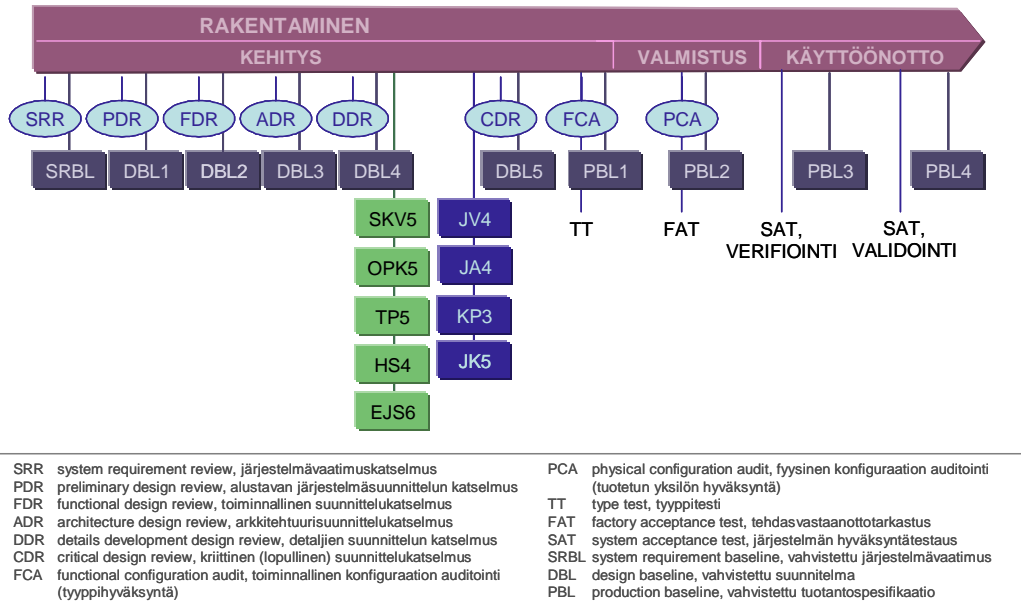 RAKENTAMINEN
KEHITYS VALMISTUS KÄYTTÖÖNOTTO
SRR PDR FDR ADR DDR CDR FCA PCA
SRBL DBL1 DBL2 DBL3 DBL4 DBL5 PBL1 PBL2 PBL3 PBL4
SKV5 JV4 TT FAT SAT, SAT,
VERIFIOINTI VALIDOINTI
OPK5 JA4
TP5 KP3
HS4 JK5
EJS6
SRR system requirement review, järjestelmävaatimuskatselmus
PDR preliminary design review, alustavan järjestelmäsuunnittelun katselmus
FDR functional design review, toiminnallinen suunnittelukatselmus
ADR architecture design review, arkkitehtuurisuunnittelukatselmus
DDR details development design review, detaljien suunnittelun katselmus
CDR critical design review, kriittinen (lopullinen) suunnittelukatselmus
FCA functional configuration audit, toiminnallinen konfiguraation auditointi
(tyyppihyväksyntä)
PCA physical configuration audit, fyysinen konfiguraation auditointi
(tuotetun yksilön hyväksyntä)
TT type test, tyyppitesti
FAT factory acceptance test, tehdasvastaanottotarkastus
SAT system acceptance test, järjestelmän hyväksyntätestaus
SRBL system requirement baseline, vahvistettu järjestelmävaatimus
DBL design baseline, vahvistettu suunnitelma
PBL production baseline, vahvistettu tuotantospesifikaatio